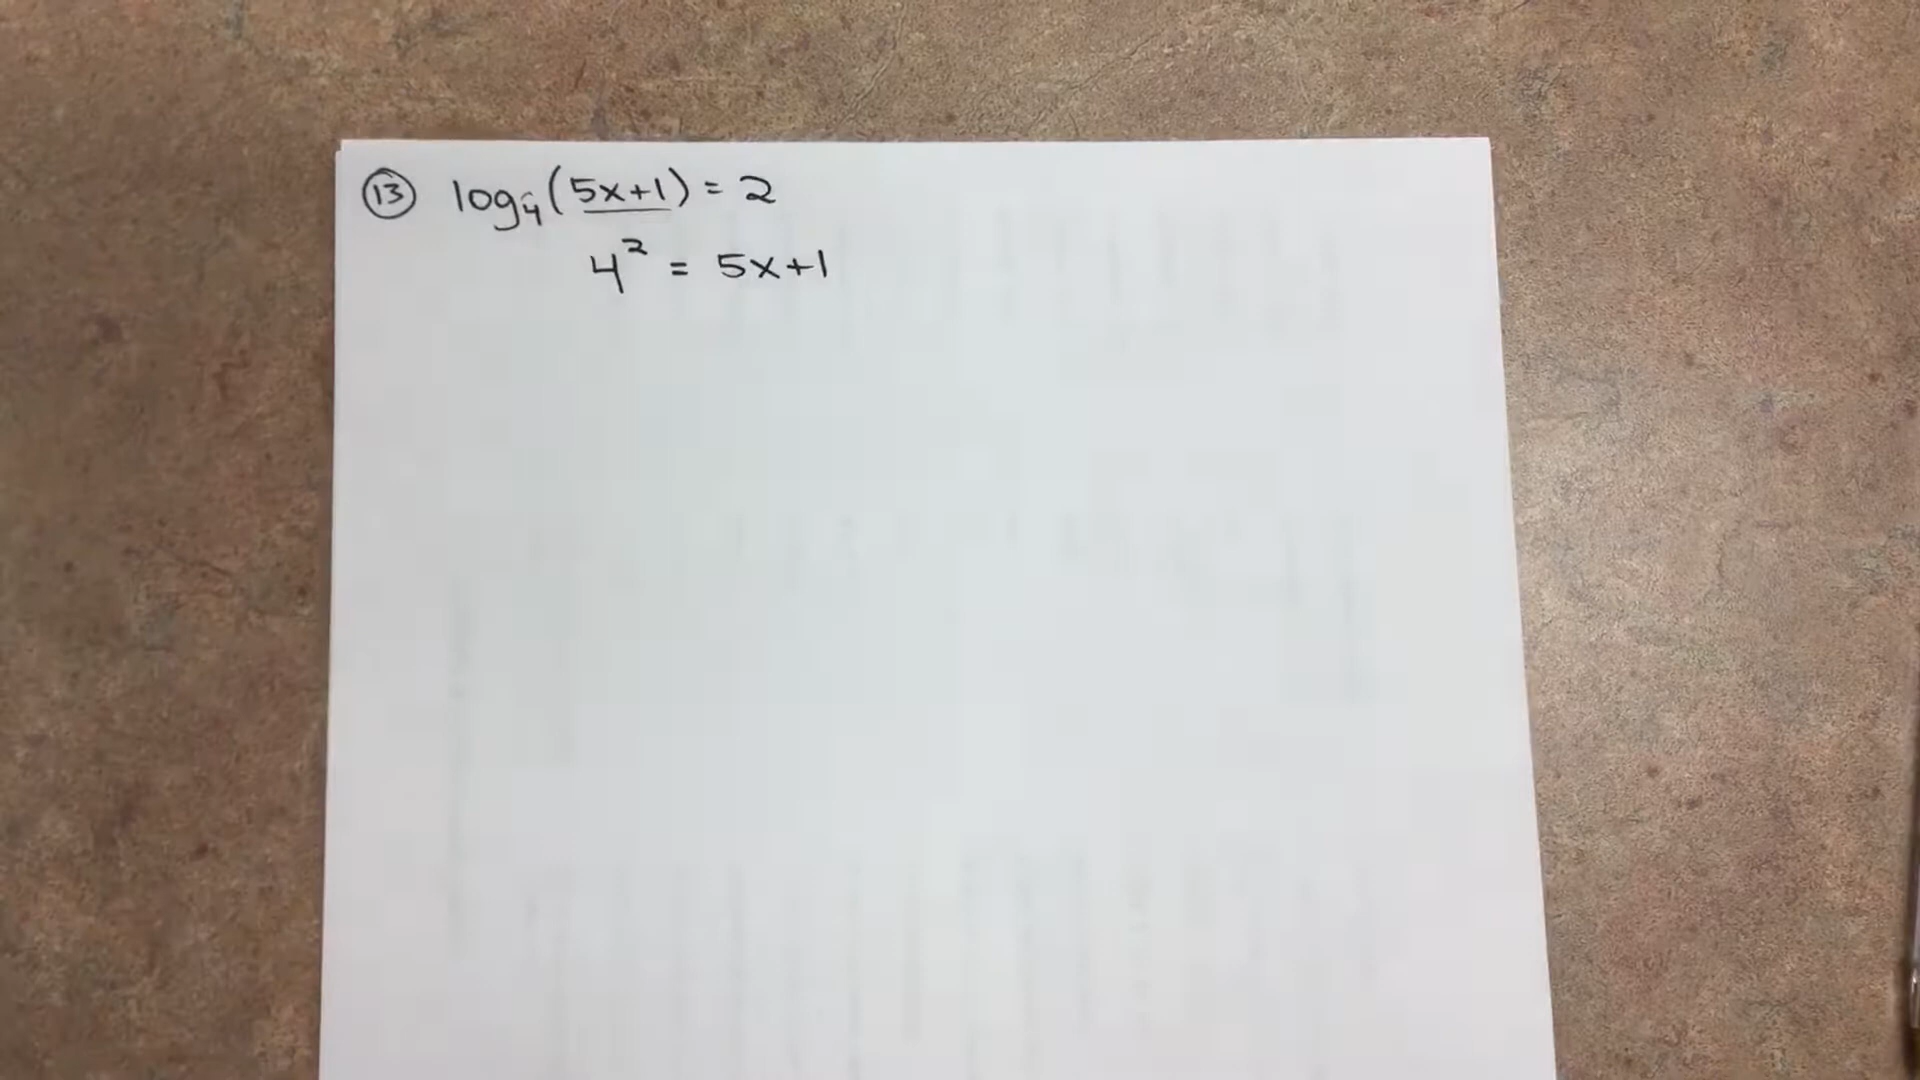 ⑬ log₄(5x+1) = 2
4² = 5x+1